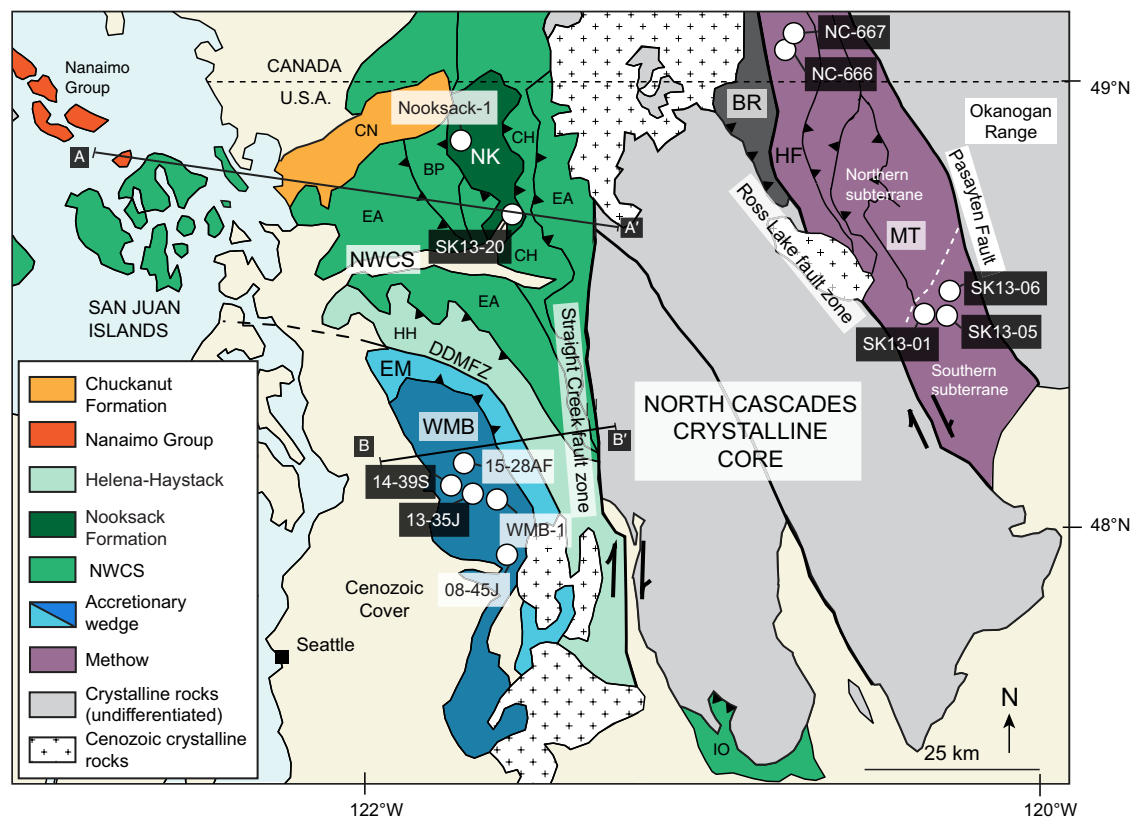 Nanaimo
Group
CANADA
U.S.A.
Nooksack-1
CN
NK
CH
BP
A
EA
EA
A'
SK13-20
CH
NWCS
EA
SAN JUAN
ISLANDS
HH
DDMFZ
EM
WMB
B
B'
15-28AF
14-39S
13-35J
WMB-1
08-45J
Cenozoic
Cover
Seattle
Straight Creek fault zone
NORTH CASCADES
CRYSTALLINE
CORE
IO
BR
HF
NC-667
NC-666
49°N
Okanogan
Range
Northern
subterrane
MT
Pasayten Fault
Ross Lake fault zone
SK13-06
SK13-05
SK13-01
Southern
subterrane
48°N
N
25 km
122°W
120°W
Chuckanut
Formation
Nanaimo Group
Helena-Haystack
Nooksack
Formation
NWCS
Accretionary
wedge
Methow
Crystalline rocks
(undifferentiated)
Cenozoic crystalline
rocks